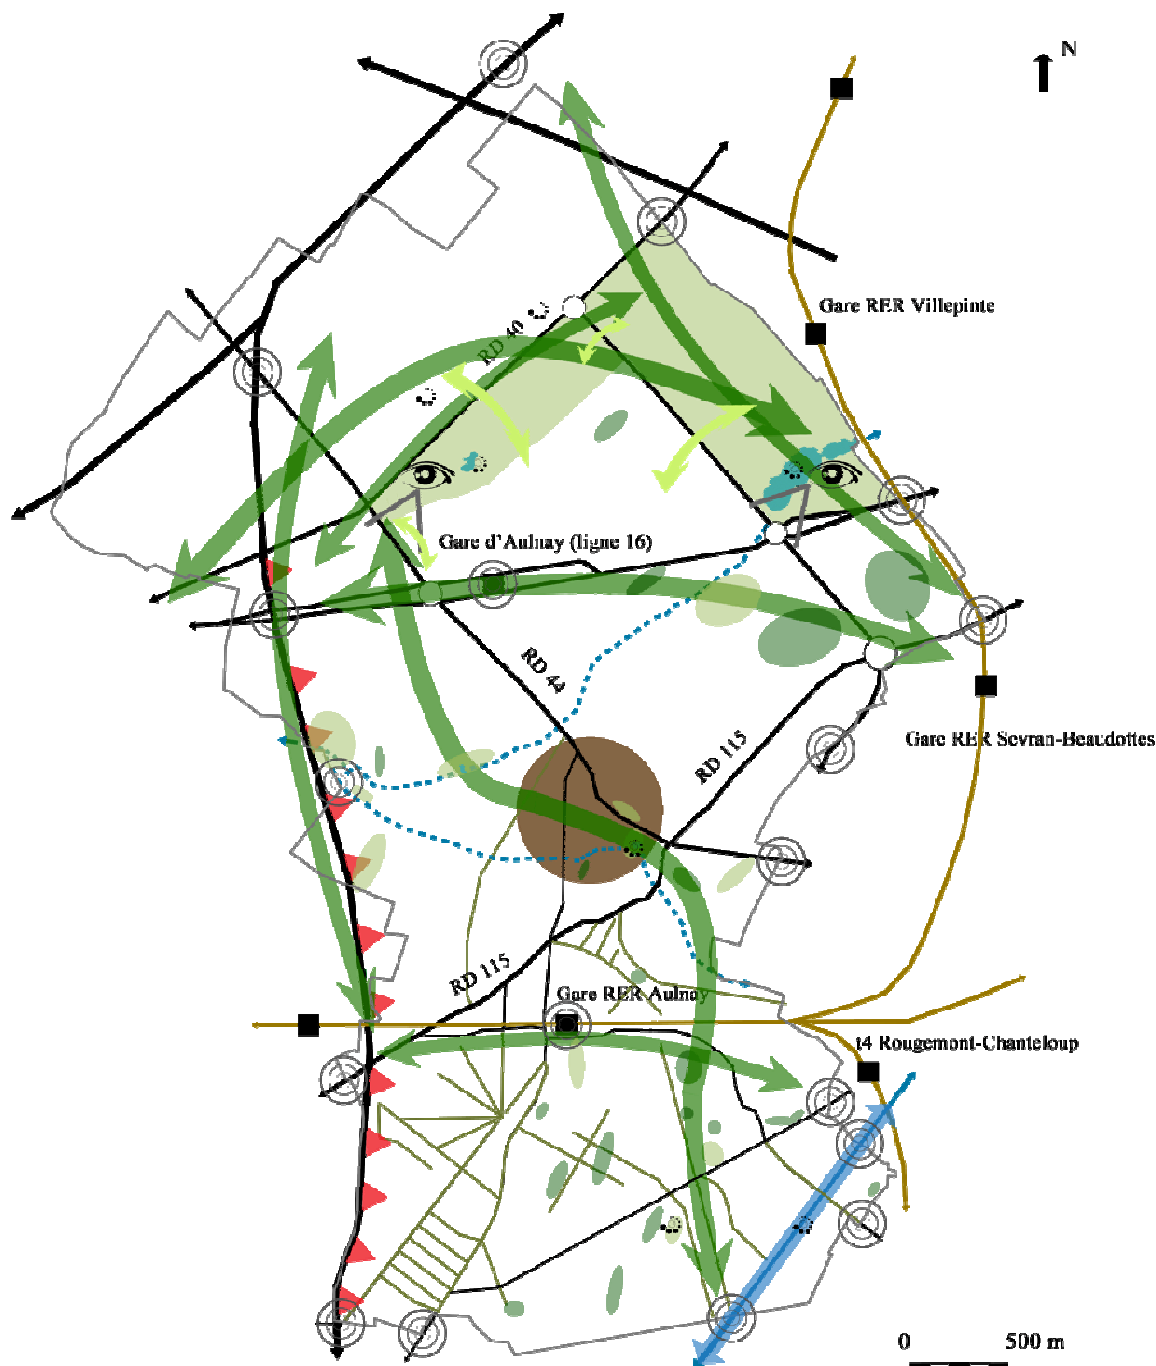 N
Gare RER Villepinte
RD 40
Gare d'Aulnay (ligne 16)
RD 44
RD 115
Gare RER Sevran-Beaudottes
RD 115
Gare RER Aulnay
t4 Rougemont-Chanteloup
0 500 m